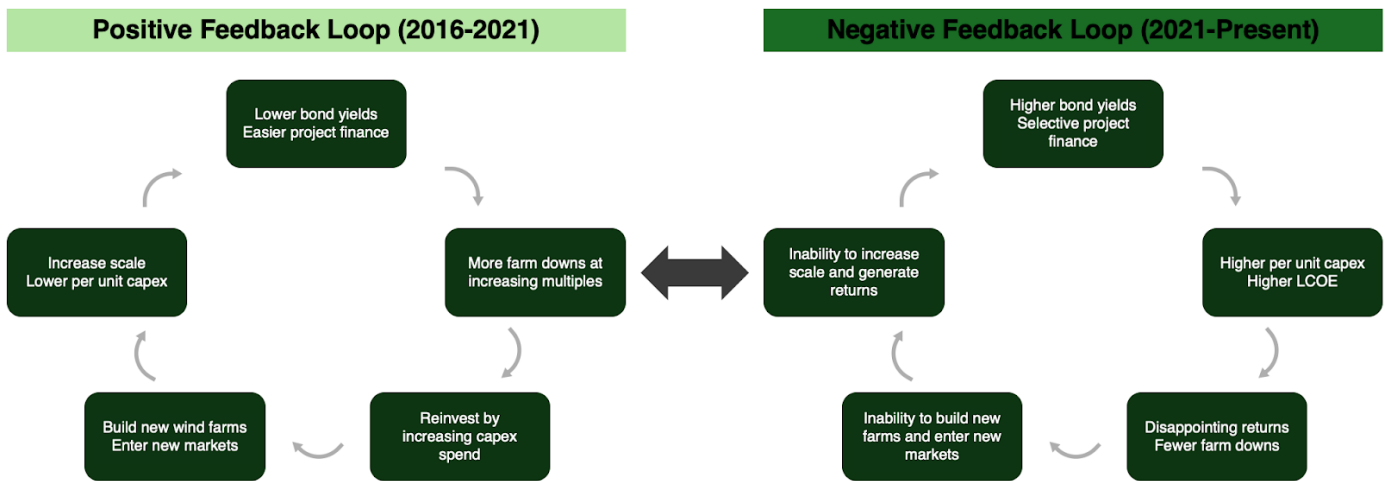 Positive Feedback Loop (2016-2021)
Lower bond yields
Easier project finance
More farm downs at
increasing multiples
Reinvest by
increasing capex
spend
Build new wind farms
Enter new markets
Increase scale
Lower per unit capex
Negative Feedback Loop (2021-Present)
Higher bond yields
Selective project
finance
Higher per unit capex
Higher LCOE
Disappointing returns
Fewer farm downs
Inability to build new
farms and enter new
markets
Inability to increase
scale and generate
returns